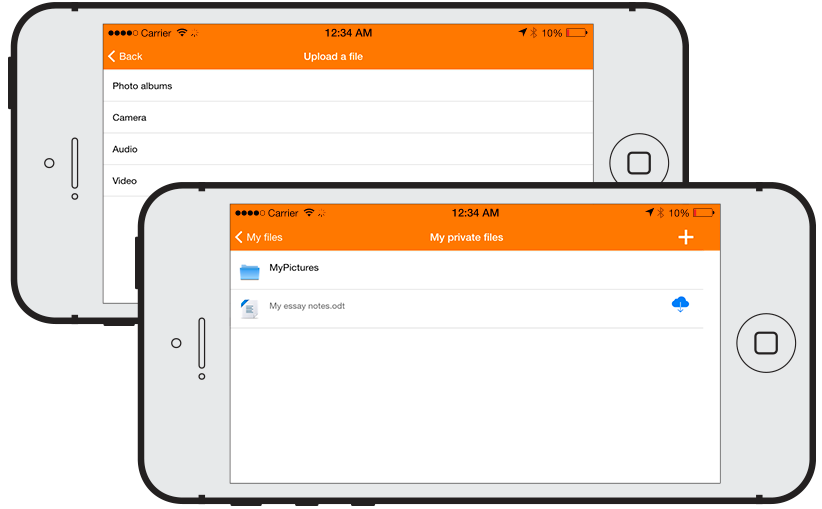 Carrier 12:34 AM 10%
Back Upload a file
Photo albums
Camera
Audio
Video
Carrier 12:34 AM 10%
My files My private files +
MyPictures
My essay notes.odt